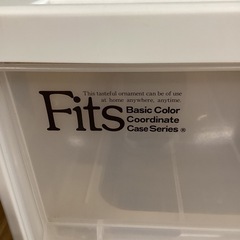 This tasteful ornament can be of use
at home anywhere, anytime.
Fits Basic Color
Coordinate
Case Series ®